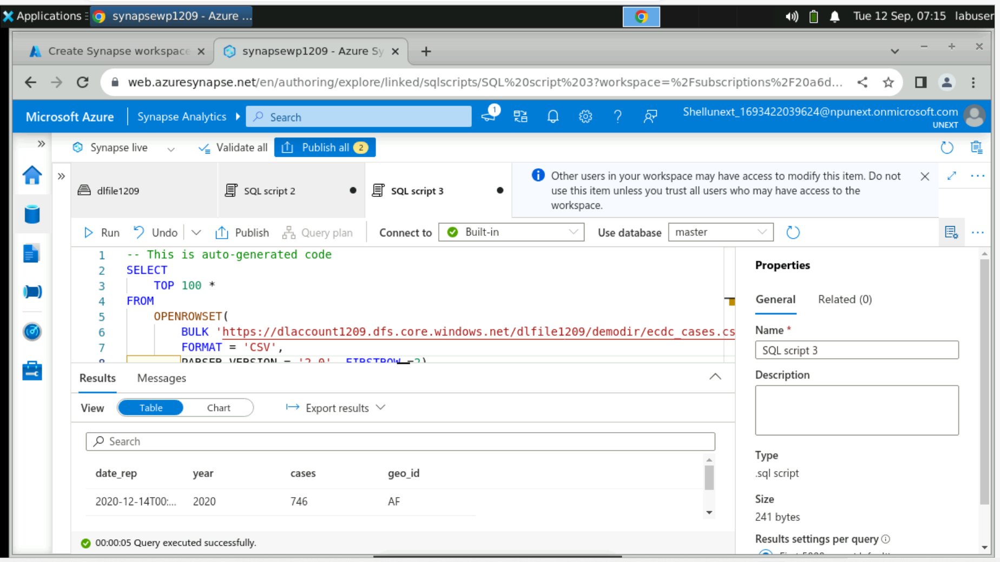 Applications
synapsewp1209 - Azure ...
Tue 12 Sep, 07:15
labuser
Create Synapse workspace
synapsewp1209 - Azure Sy
web.azuresynapse.net/en/authoring/explore/linked/sqlscripts/SQL%20script%203?workspace=%2Fsubscriptions%2F20a6d...
Microsoft Azure
Synapse Analytics
Search
1
Shellunext_1693422039624@npunext.onmicrosoft.com
UNEXT
Synapse live
Validate all
Publish all 2
dlfile1209
SQL script 2
SQL script 3
Other users in your workspace may have access to modify this item. Do not
use this item unless you trust all users who may have access to the
workspace.
Run
Undo
Publish
Query plan
Connect to
Built-in
Use database
master
1 -- This is auto-generated code
2 SELECT
3 TOP 100 *
4 FROM
5 OPENROWSET(
6 BULK 'https://dlaccount1209.dfs.core.windows.net/dlfile1209/demodir/ecdc_cases.cs
7 FORMAT = 'CSV',
8 PARSER_VERSION = '2.0', FIRSTROW =2)
Properties
General
Related (0)
Name *
SQL script 3
Description
Type
.sql script
Size
241 bytes
Results settings per query
Results
Messages
View
Table
Chart
Export results
Search
date_rep year cases geo_id
2020-12-14T00:... 2020 746 AF
00:00:05 Query executed successfully.